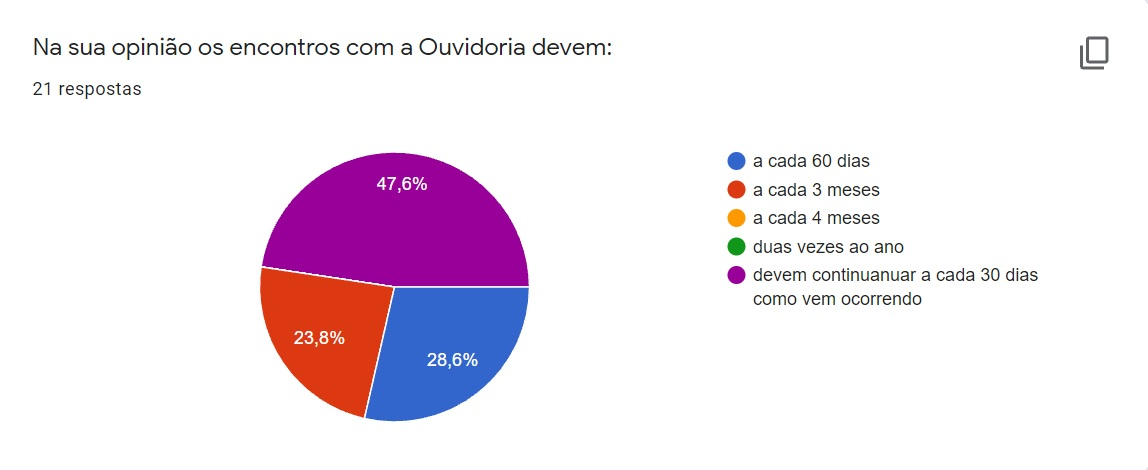 Na sua opinião os encontros com a Ouvidoria devem:
21 respostas
47,6%
23,8%
28,6%
a cada 60 dias
a cada 3 meses
a cada 4 meses
duas vezes ao ano
devem continuanuar a cada 30 dias
como vem ocorrendo